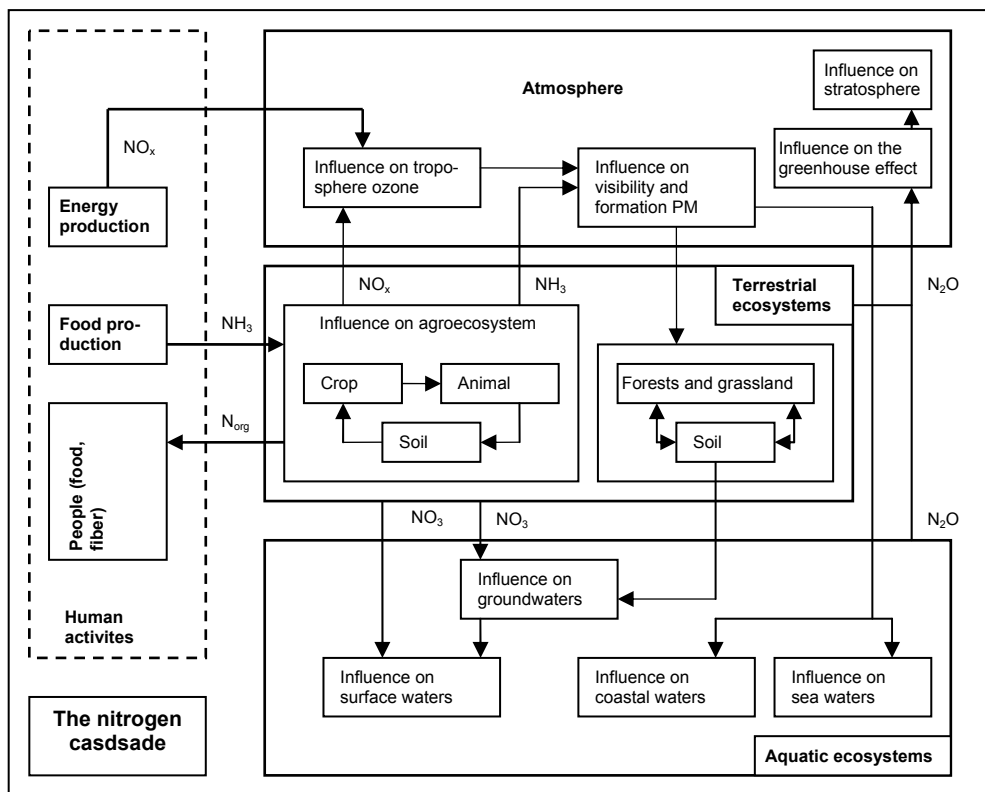 Atmosphere
Influence on
stratosphere
Influence on the
greenhouse effect
NOx
Influence on tropo-
sphere ozone
Influence on
visibility and
formation PM
Energy
production
NOx
NH3
Terrestrial
ecosystems
N2O
Food pro-
duction
NH3
Influence on agroecosystem
Crop
Animal
Soil
Forests and grassland
Soil
Norg
People (food,
fiber)
NO3
NO3
N2O
Influence on
groundwaters
Human
activites
Influence on
surface waters
Influence on
coastal waters
Influence on
sea waters
The nitrogen
casdsade
Aquatic ecosystems